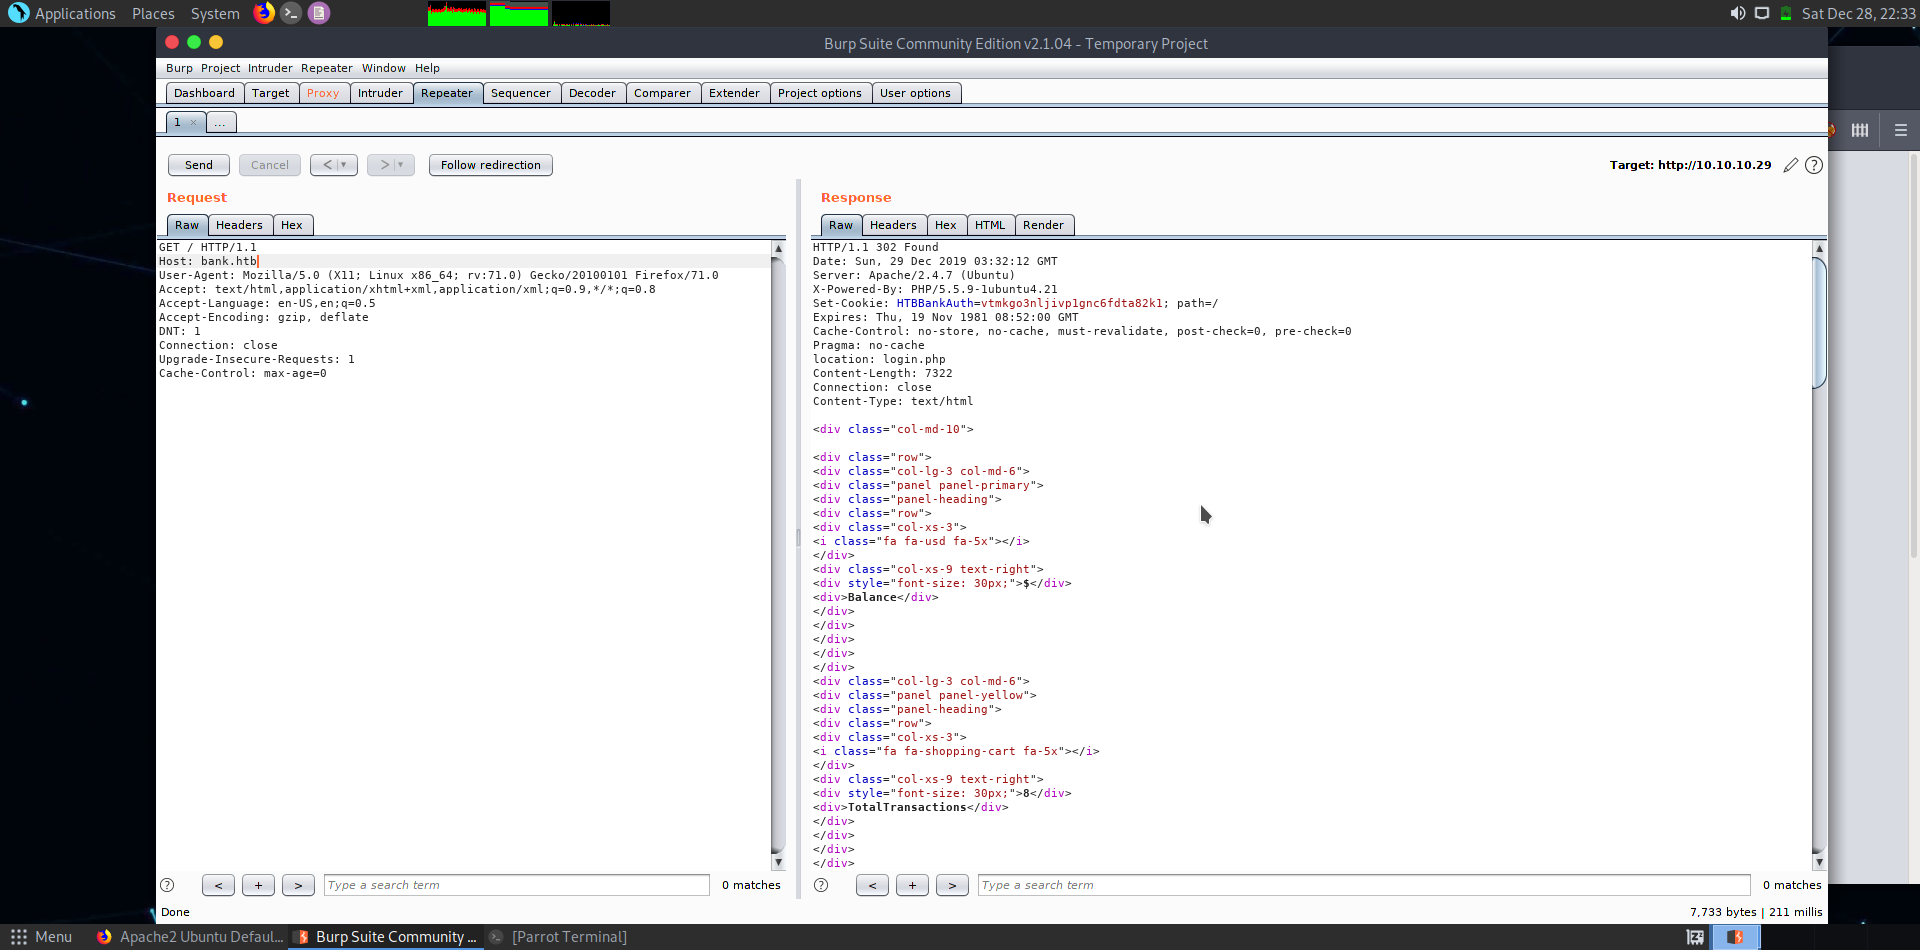 Applications Places System
Sat Dec 28, 22:33
Burp Suite Community Edition v2.1.04 - Temporary Project
Burp Project Intruder Repeater Window Help
Dashboard Target Proxy Intruder Repeater Sequencer Decoder Comparer Extender Project options User options
1 × ...
Send Cancel < > Follow redirection
Target: http://10.10.10.29 ?
Request
Raw Headers Hex
GET / HTTP/1.1
Host: bank.htb
User-Agent: Mozilla/5.0 (X11; Linux x86_64; rv:71.0) Gecko/20100101 Firefox/71.0
Accept: text/html,application/xhtml+xml,application/xml;q=0.9,*/*;q=0.8
Accept-Language: en-US,en;q=0.5
Accept-Encoding: gzip, deflate
DNT: 1
Connection: close
Upgrade-Insecure-Requests: 1
Cache-Control: max-age=0
? < + > Type a search term 0 matches
Response
Raw Headers Hex HTML Render
HTTP/1.1 302 Found
Date: Sun, 29 Dec 2019 03:32:12 GMT
Server: Apache/2.4.7 (Ubuntu)
X-Powered-By: PHP/5.5.9-1ubuntu4.21
Set-Cookie: HTBBankAuth=vtmkgo3nljivp1gnc6fdta82k1; path=/
Expires: Thu, 19 Nov 1981 08:52:00 GMT
Cache-Control: no-store, no-cache, must-revalidate, post-check=0, pre-check=0
Pragma: no-cache
location: login.php
Content-Length: 7322
Connection: close
Content-Type: text/html
<div class="col-md-10">
<div class="row">
<div class="col-lg-3 col-md-6">
<div class="panel panel-primary">
<div class="panel-heading">
<div class="row">
<div class="col-xs-3">
<i class="fa fa-usd fa-5x"></i>
</div>
<div class="col-xs-9 text-right">
<div style="font-size: 30px;">$</div>
<div>Balance</div>
</div>
</div>
</div>
</div>
</div>
<div class="col-lg-3 col-md-6">
<div class="panel panel-yellow">
<div class="panel-heading">
<div class="row">
<div class="col-xs-3">
<i class="fa fa-shopping-cart fa-5x"></i>
</div>
<div class="col-xs-9 text-right">
<div style="font-size: 30px;">8</div>
<div>TotalTransactions</div>
</div>
</div>
</div>
</div>
? < + > Type a search term 0 matches
Done
7,733 bytes | 211 millis
Menu Apache2 Ubuntu Defaul... Burp Suite Community ... [Parrot Terminal]